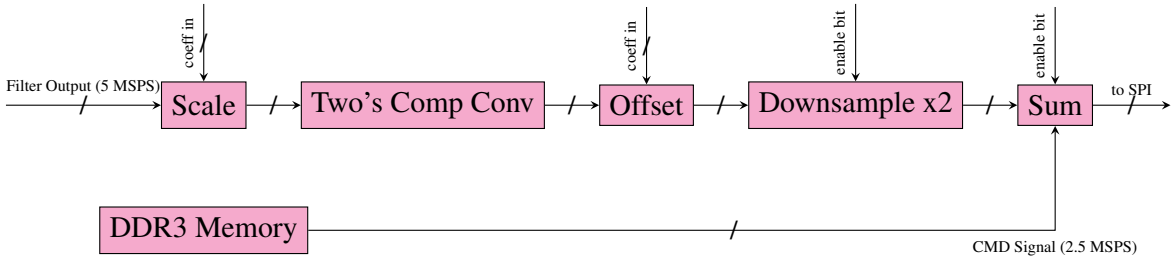 coeff in
coeff in
enable bit
enable bit
Filter Output (5 MSPS)
to SPI
Scale
Two's Comp Conv
Offset
Downsample x2
Sum
DDR3 Memory
CMD Signal (2.5 MSPS)